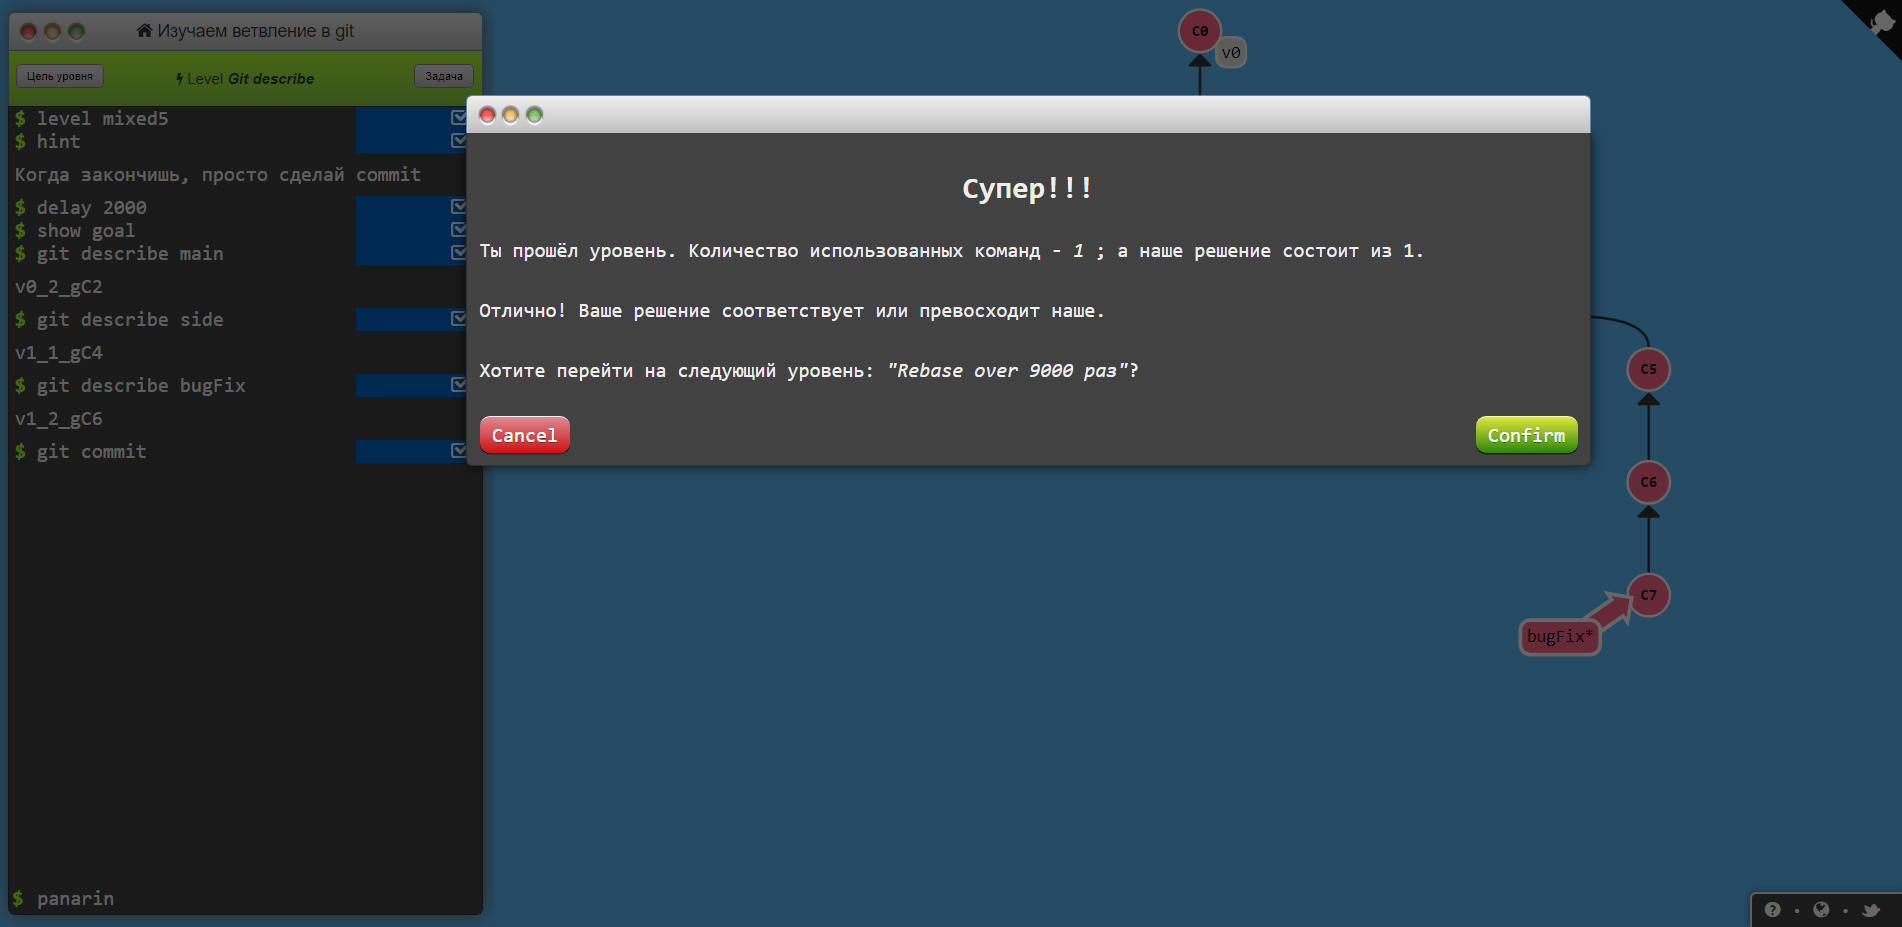 Изучаем ветвление в git
Цель уровня
Level Git describe
Задача
$ level mixed5
$ hint
Когда закончишь, просто сделай commit
$ delay 2000
$ show goal
$ git describe main
v0_2_gC2
$ git describe side
v1_1_gC4
$ git describe bugFix
v1_2_gC6
$ git commit
$ panarin
C0
v0
Супер!!!
Ты прошёл уровень. Количество использованных команд - 1 ; а наше решение состоит из 1.
Отлично! Ваше решение соответствует или превосходит наше.
Хотите перейти на следующий уровень: "Rebase over 9000 раз"?
Cancel
Confirm
C5
C6
C7
bugFix*